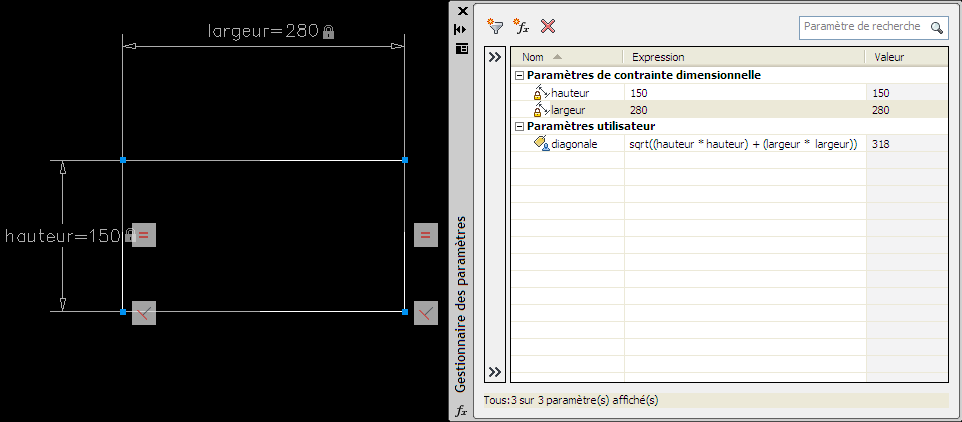 largeur=280
hauteur=150
=
=
Gestionnaire des paramètres
fx
fx
Paramètre de recherche
Nom Expression Valeur
Paramètres de contrainte dimensionnelle
hauteur 150 150
largeur 280 280
Paramètres utilisateur
diagonale sqrt((hauteur * hauteur) + (largeur * largeur)) 318
Tous:3 sur 3 paramètre(s) affiché(s)